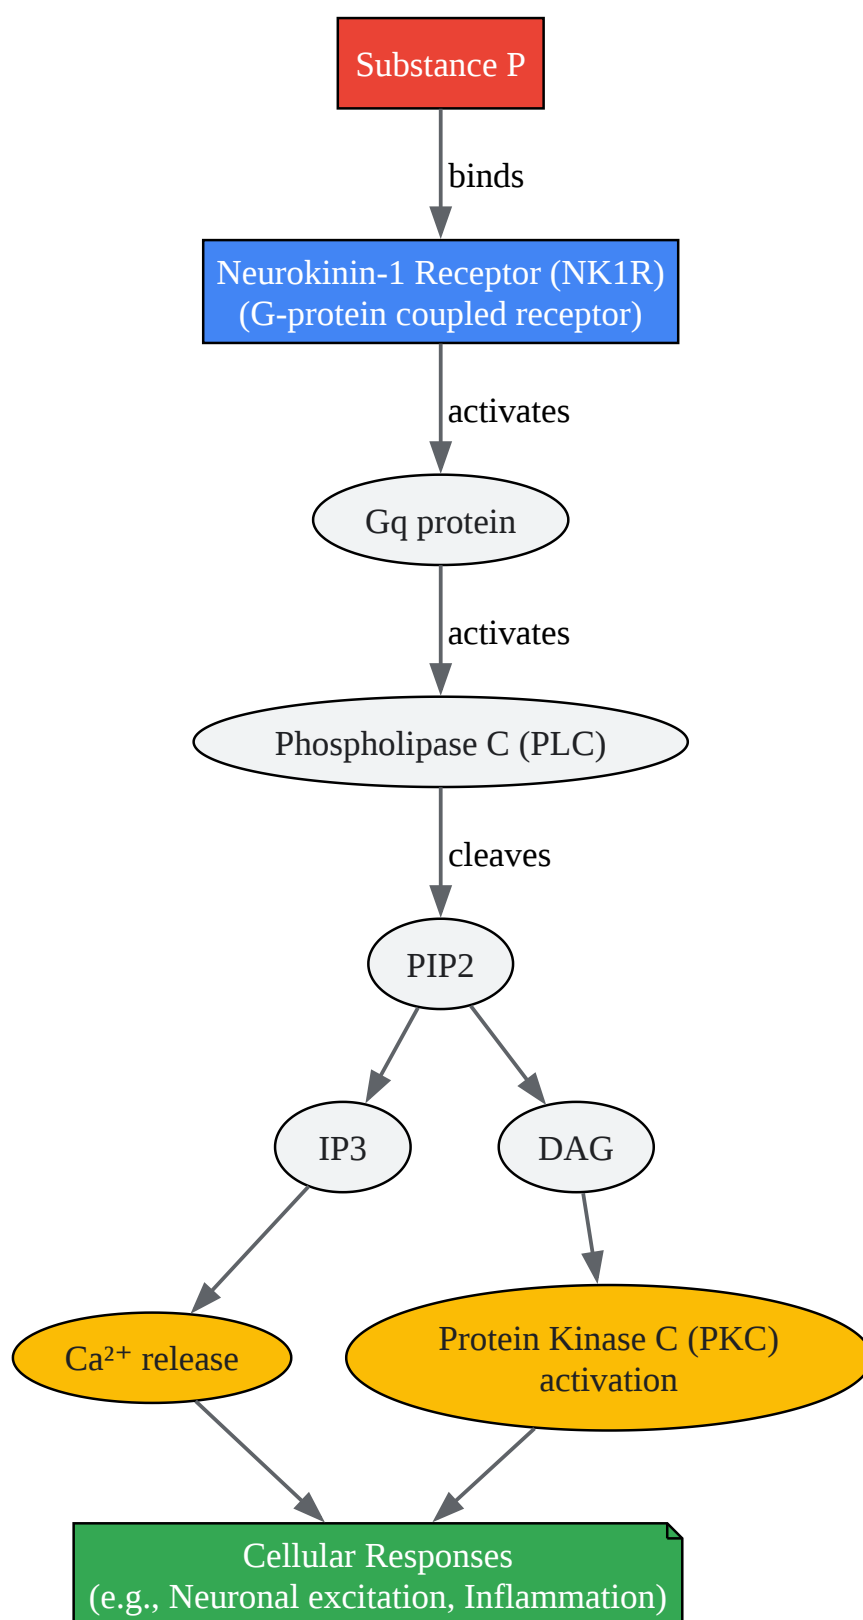 Substance P
binds
Neurokinin-1 Receptor (NK1R)
(G-protein coupled receptor)
activates
Gq protein
activates
Phospholipase C (PLC)
cleaves
PIP2
IP3
DAG
Ca²⁺ release
Protein Kinase C (PKC)
activation
Cellular Responses
(e.g., Neuronal excitation, Inflammation)